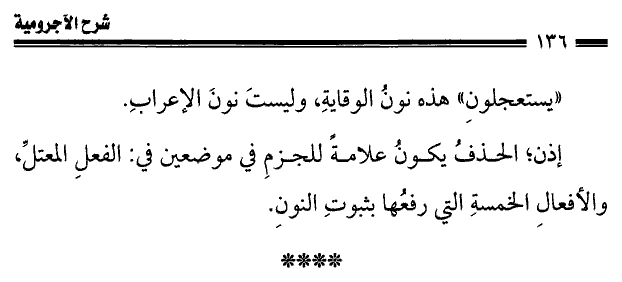 شرح الآجرومية
١٣٦
«يستعجلونِ» هذه نونُ الوقايةِ، وليستَ نونَ الإعرابِ.
إذن؛ الحذفُ يكونُ علامةً للجزمِ في موضعين في: الفعلِ المعتلِّ،
والأفعالِ الخمسةِ التي رفعُها بثبوتِ النونِ.
****